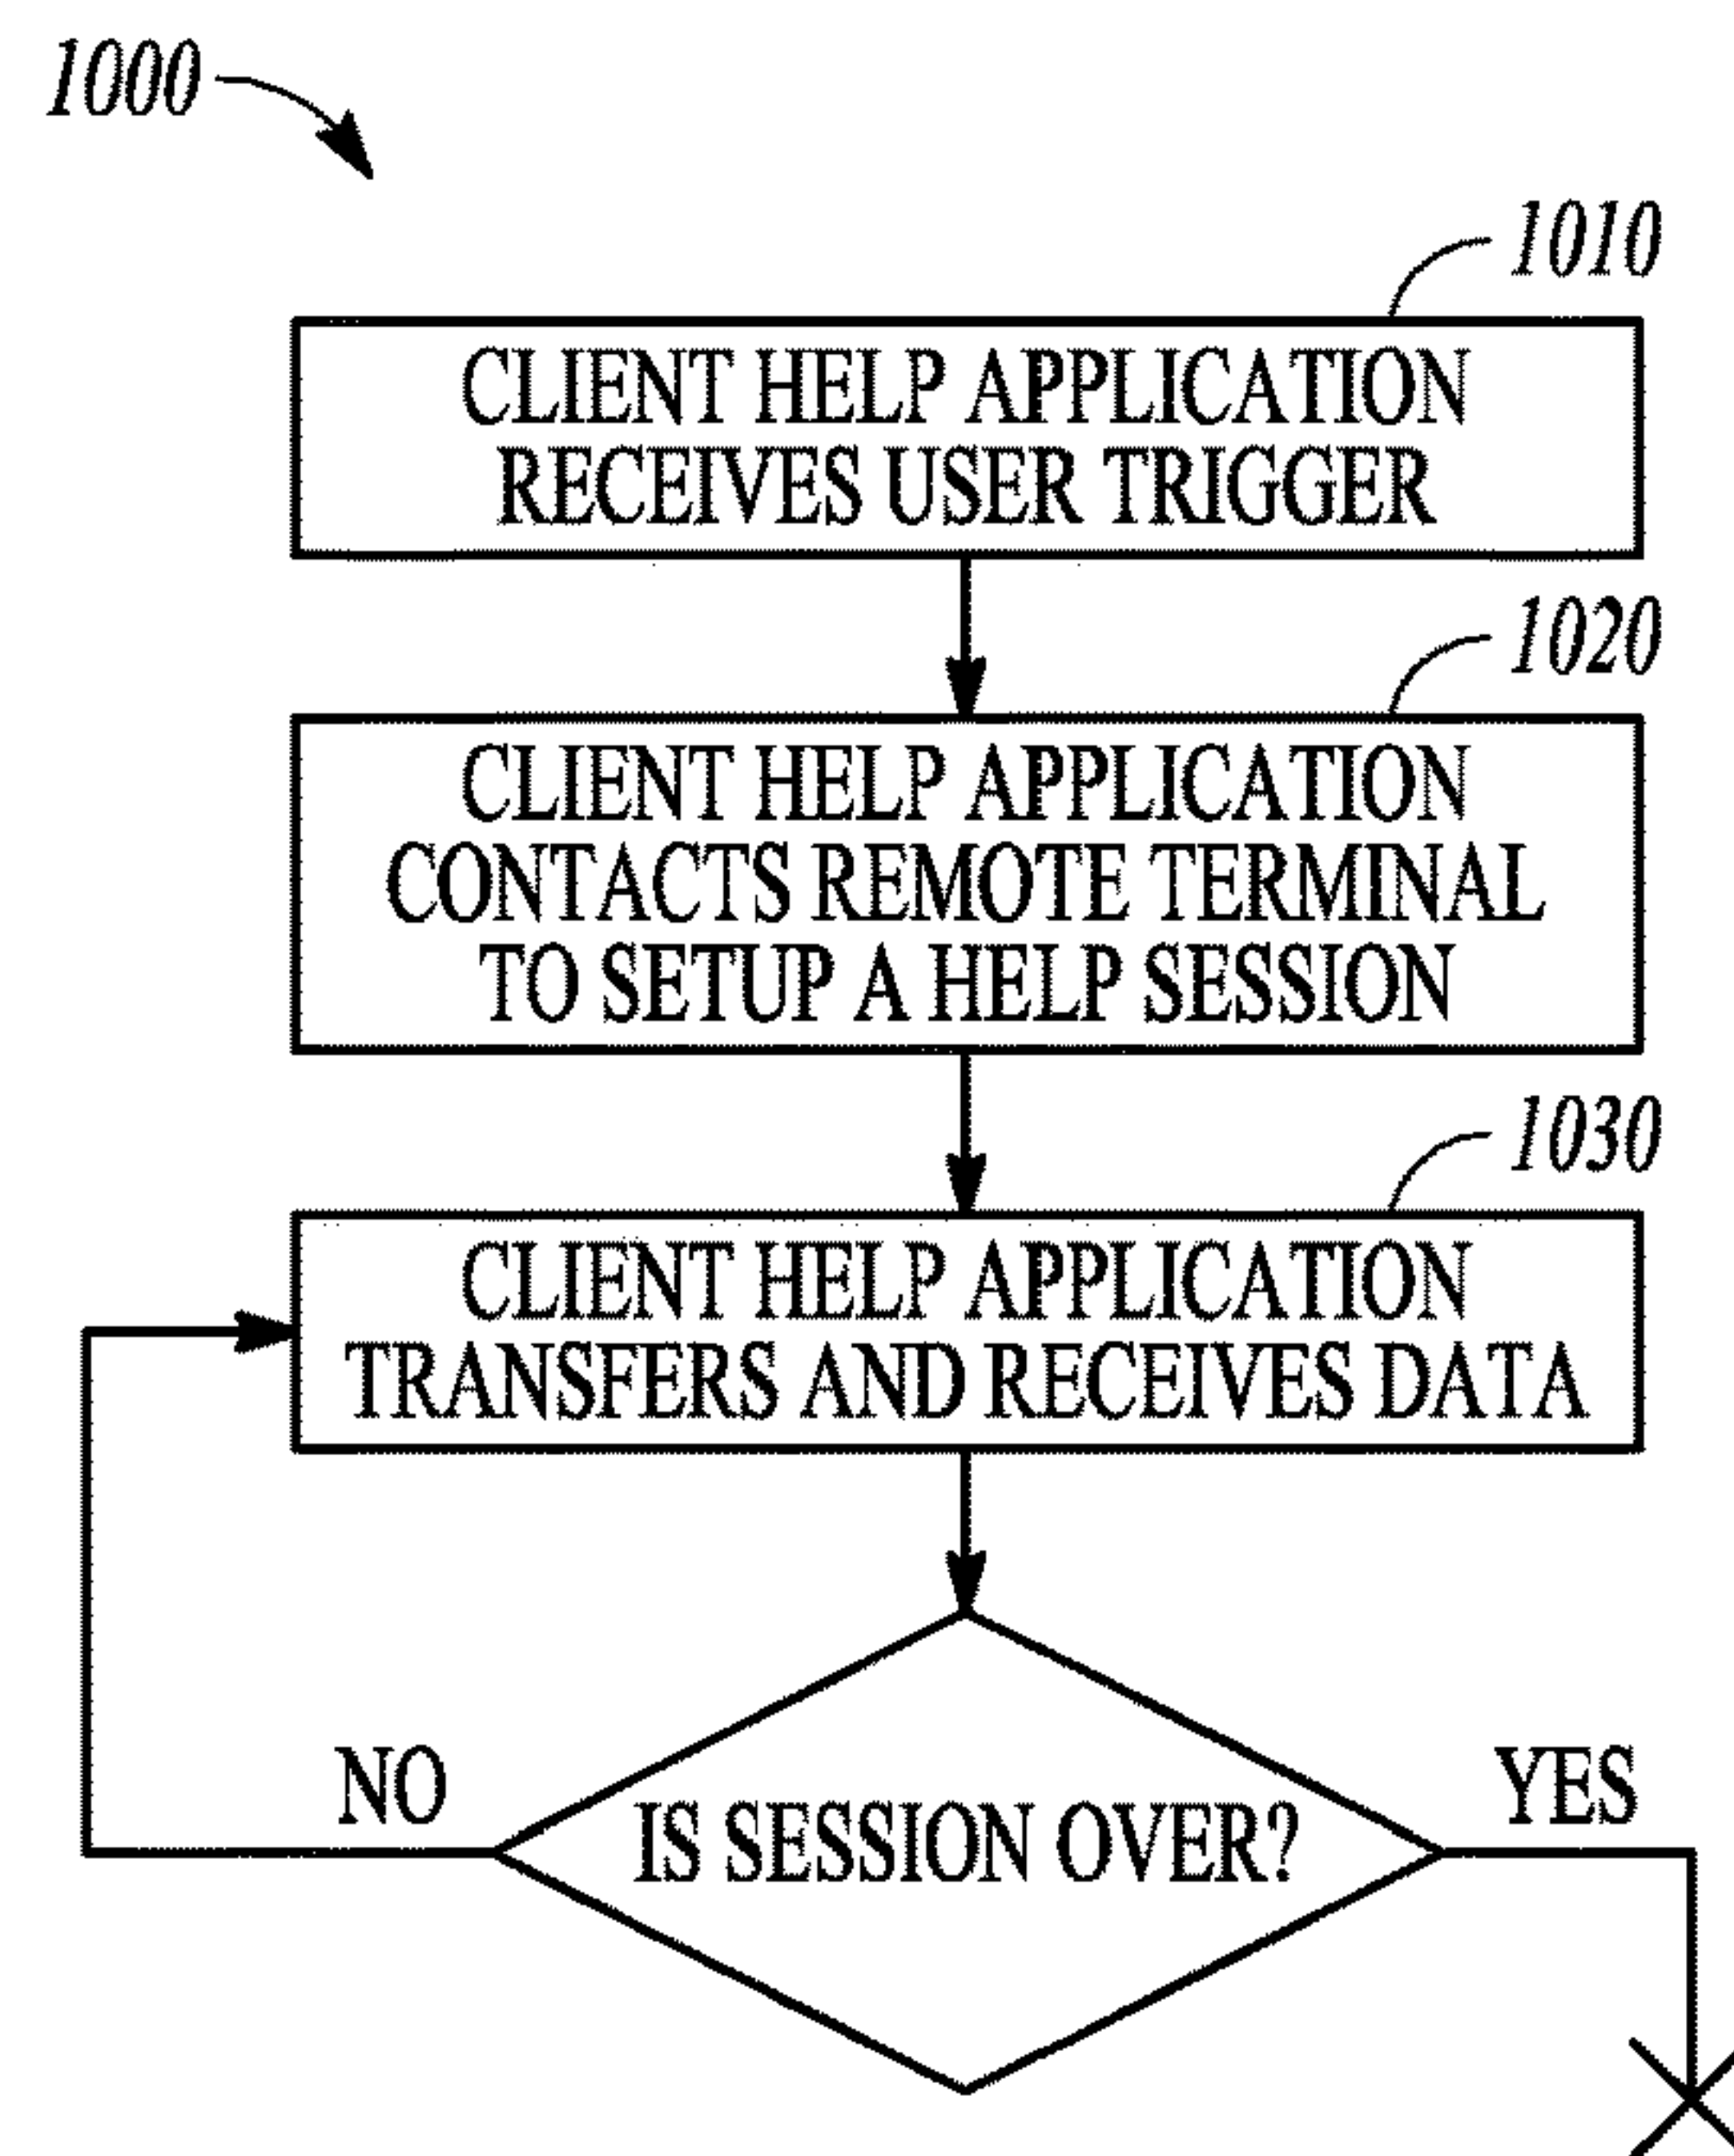 1000
1010
CLIENT HELP APPLICATION
RECEIVES USER TRIGGER
1020
CLIENT HELP APPLICATION
CONTACTS REMOTE TERMINAL
TO SETUP A HELP SESSION
1030
CLIENT HELP APPLICATION
TRANSFERS AND RECEIVES DATA
NO
IS SESSION OVER?
YES